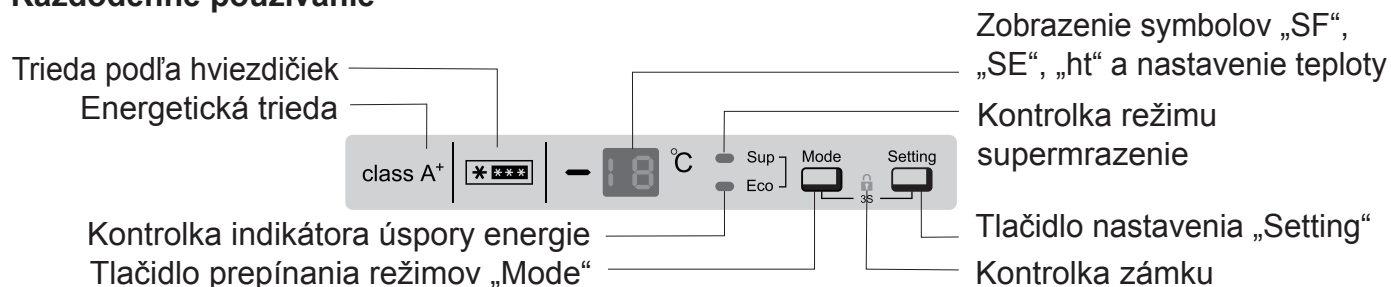 Každodenné používanie
Zobrazenie symbolov „SF“,
„SE“, „ht“ a nastavenie teploty
Trieda podľa hviezdičiek
Energetická trieda
Kontrolka režimu
supermrazenie
class A+
****
- 18 °C
Sup
Eco
Mode
Setting
3S
Kontrolka indikátora úspory energie
Tlačidlo prepínania režimov „Mode“
Tlačidlo nastavenia „Setting“
Kontrolka zámku